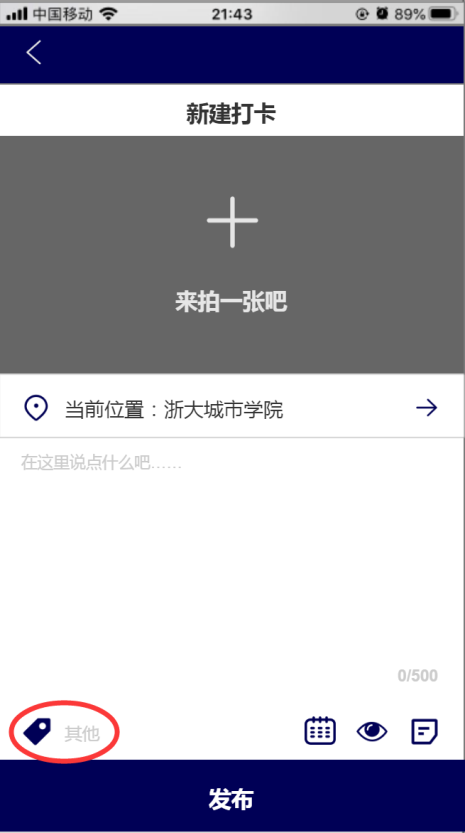 中国移动 21:43 89%
新建打卡
来拍一张吧
当前位置：浙大城市学院
在这里说点什么吧……
0/500
其他
发布